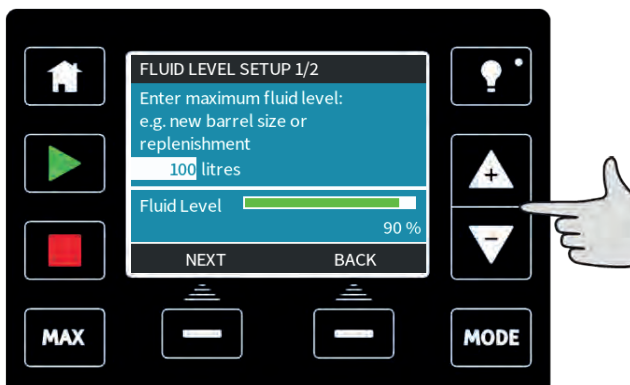 FLUID LEVEL SETUP 1/2
Enter maximum fluid level:
e.g. new barrel size or
replenishment
100 litres
Fluid Level
90 %
NEXT BACK
+
-
MAX
MODE